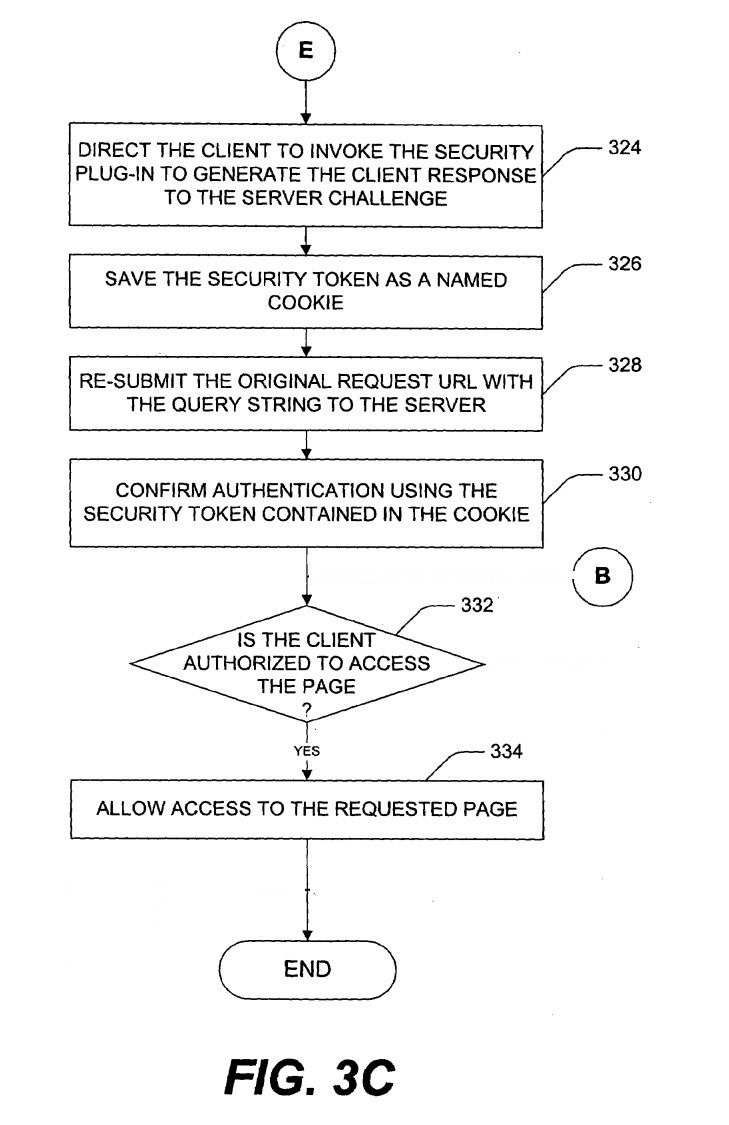 E
DIRECT THE CLIENT TO INVOKE THE SECURITY
PLUG-IN TO GENERATE THE CLIENT RESPONSE
TO THE SERVER CHALLENGE
324
SAVE THE SECURITY TOKEN AS A NAMED
COOKIE
326
RE-SUBMIT THE ORIGINAL REQUEST URL WITH
THE QUERY STRING TO THE SERVER
328
CONFIRM AUTHENTICATION USING THE
SECURITY TOKEN CONTAINED IN THE COOKIE
330
B
332
IS THE CLIENT
AUTHORIZED TO ACCESS
THE PAGE
?
YES
334
ALLOW ACCESS TO THE REQUESTED PAGE
END
FIG. 3C